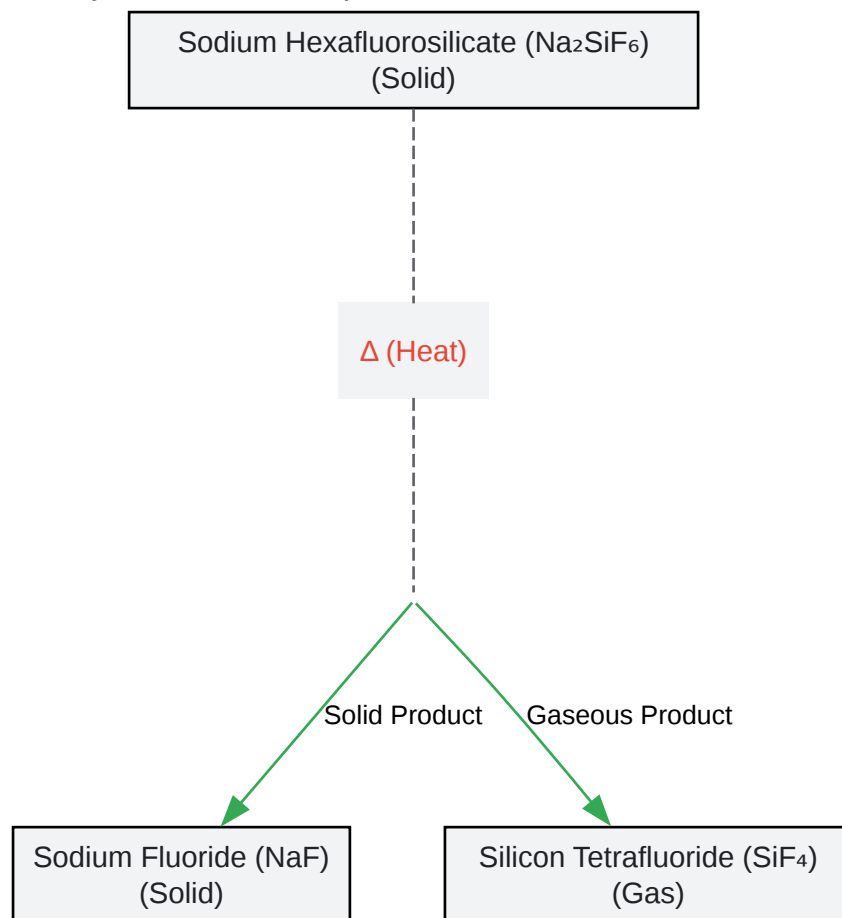 Sodium Hexafluorosilicate (Na₂SiF₆)
(Solid)
Δ (Heat)
Solid Product
Gaseous Product
Sodium Fluoride (NaF)
(Solid)
Silicon Tetrafluoride (SiF₄)
(Gas)